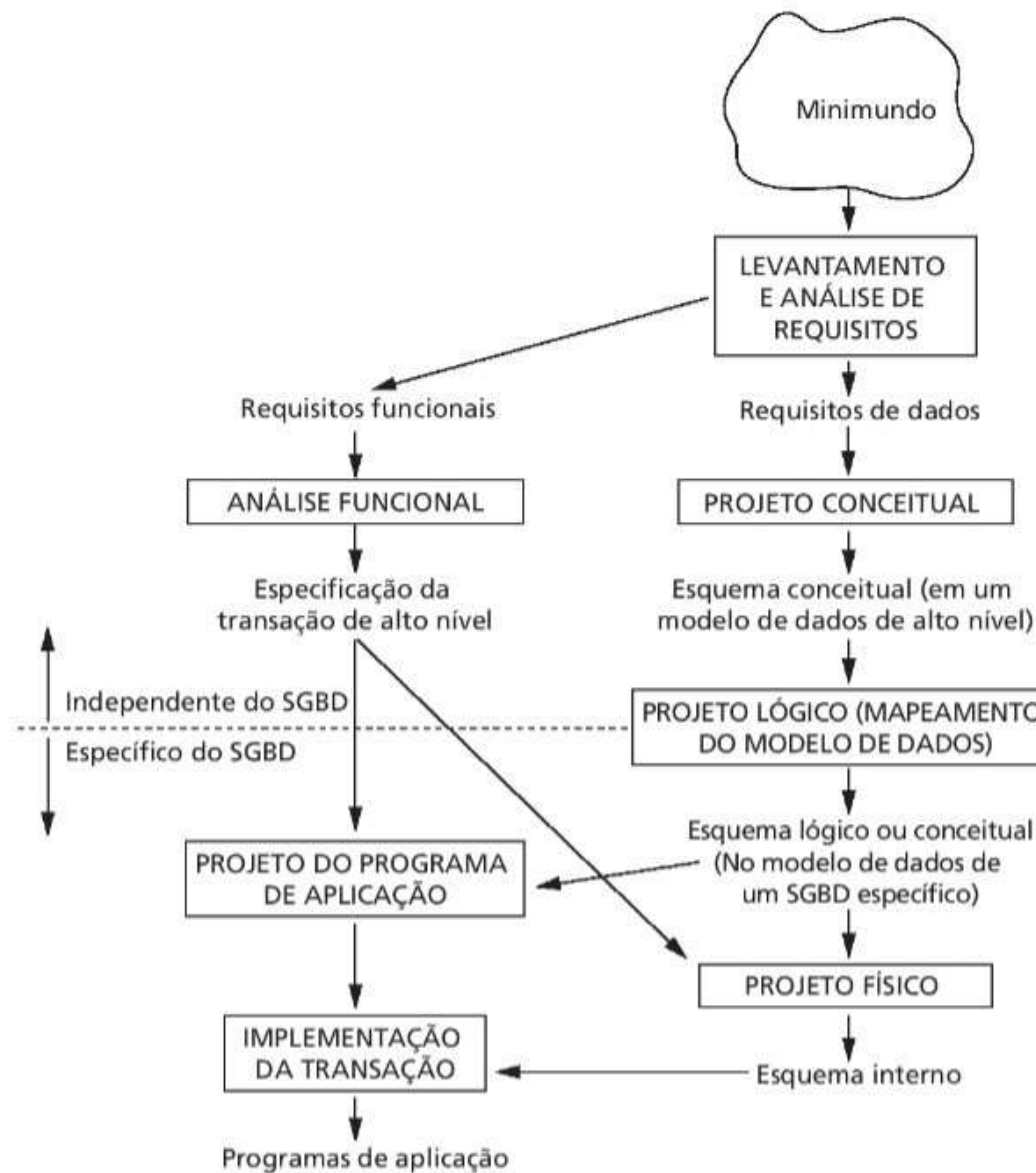 Minimundo
LEVANTAMENTO
E ANÁLISE DE
REQUISITOS
Requisitos funcionais
Requisitos de dados
ANÁLISE FUNCIONAL
PROJETO CONCEITUAL
Especificação da
transação de alto nível
Esquema conceitual (em um
modelo de dados de alto nível)
Independente do SGBD
Específico do SGBD
PROJETO LÓGICO (MAPEAMENTO
DO MODELO DE DADOS)
Esquema lógico ou conceitual
(No modelo de dados de
um SGBD específico)
PROJETO DO PROGRAMA
DE APLICAÇÃO
PROJETO FÍSICO
IMPLEMENTAÇÃO
DA TRANSAÇÃO
Esquema interno
Programas de aplicação